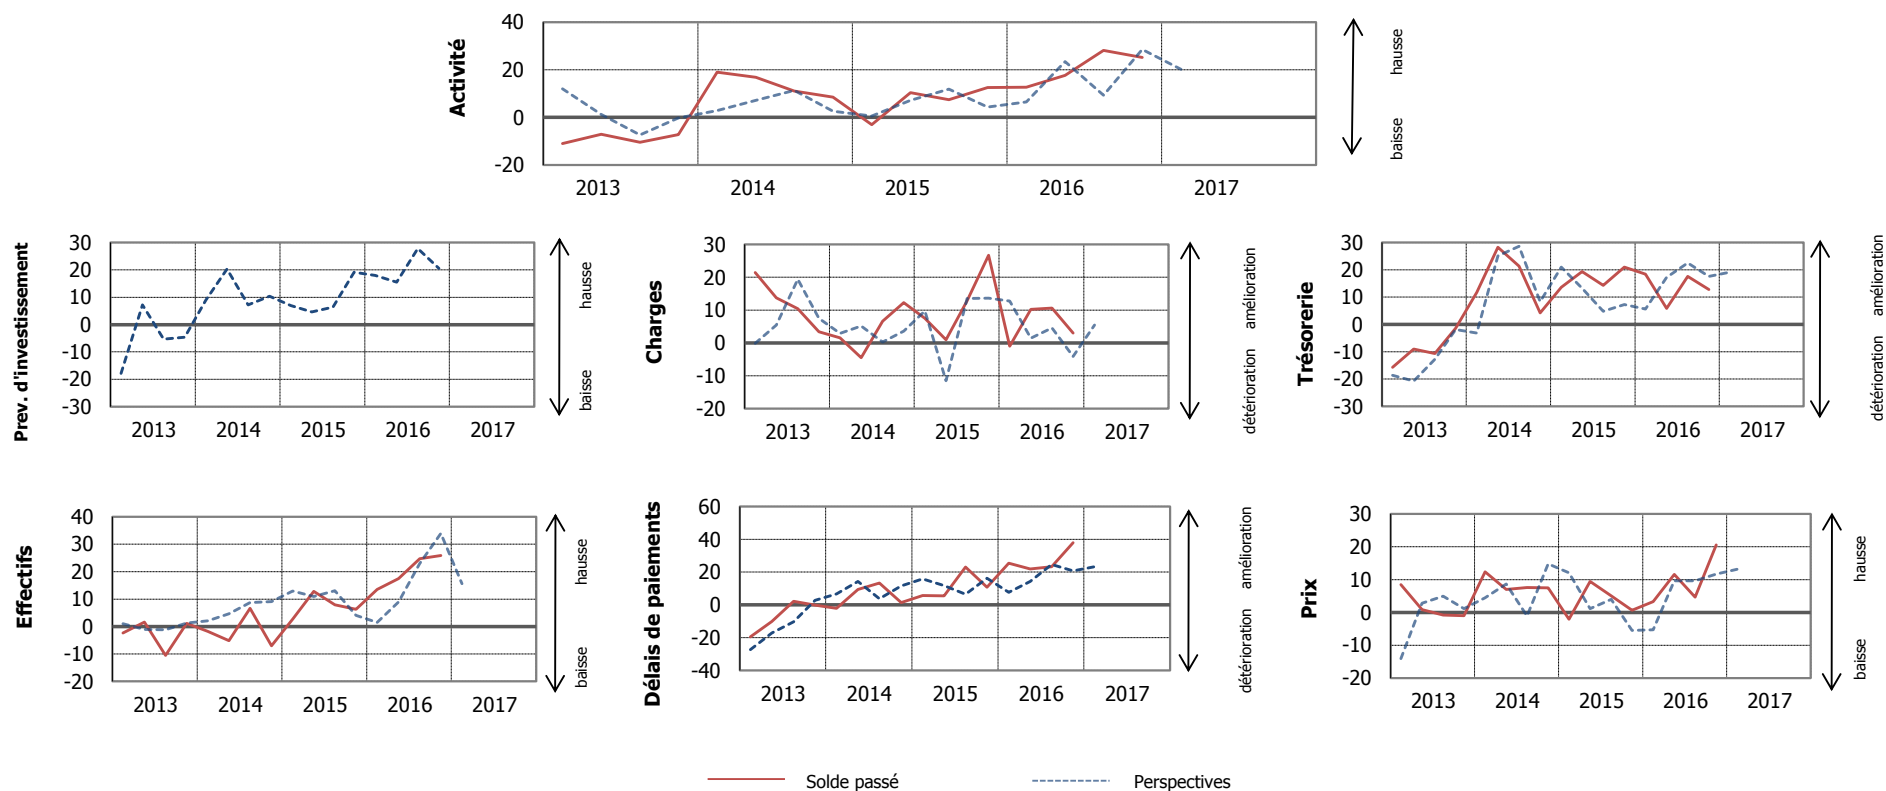 Activité
40
20
0
-20
2013 2014 2015 2016 2017
hausse
baisse
Prev. d'investissement
30
20
10
0
-10
-20
-30
2013 2014 2015 2016 2017
hausse
baisse
Charges
30
20
10
0
-10
-20
2013 2014 2015 2016 2017
amélioration
détérioration
Trésorerie
30
20
10
0
-10
-20
-30
2013 2014 2015 2016 2017
amélioration
détérioration
Effectifs
40
30
20
10
0
-10
-20
2013 2014 2015 2016 2017
hausse
baisse
Délais de paiements
60
40
20
0
-20
-40
2013 2014 2015 2016 2017
amélioration
détérioration
Prix
30
20
10
0
-10
-20
2013 2014 2015 2016 2017
hausse
baisse
Solde passé Perspectives